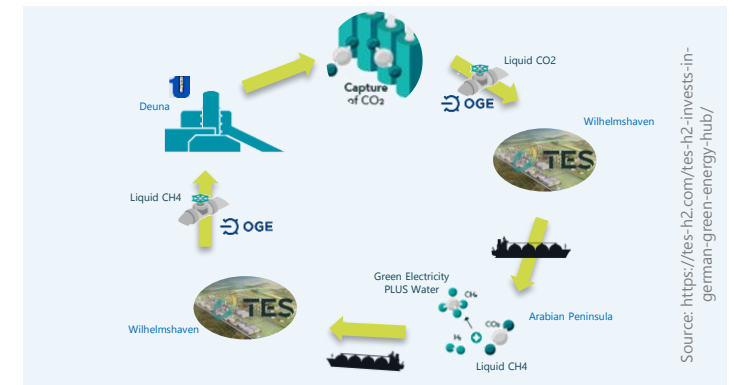 Deuna
Capture
of CO₂
Liquid CO2
OGE
Wilhelmshaven
TES
Source: https://tes-h2.com/tes-h2-invests-in-
german-green-energy-hub/
Arabian Peninsula
Green Electricity
PLUS Water
CH₄
CO₂
H₂
Liquid CH4
Wilhelmshaven
TES
Liquid CH4
OGE